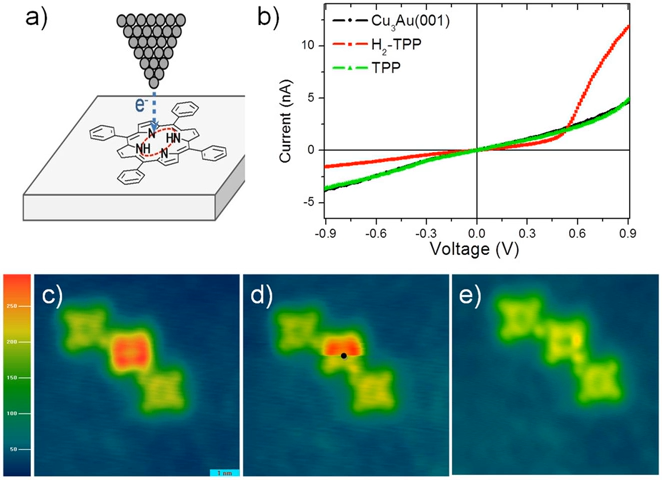 a)
e-
N
HN
NH
N
b)
Cu3Au(001)
H2-TPP
TPP
Current (nA)
10
5
0
-5
-0.9 -0.6 -0.3 0.0 0.3 0.6 0.9
Voltage (V)
c)
d)
e)
250
200
150
100
50
1 nm